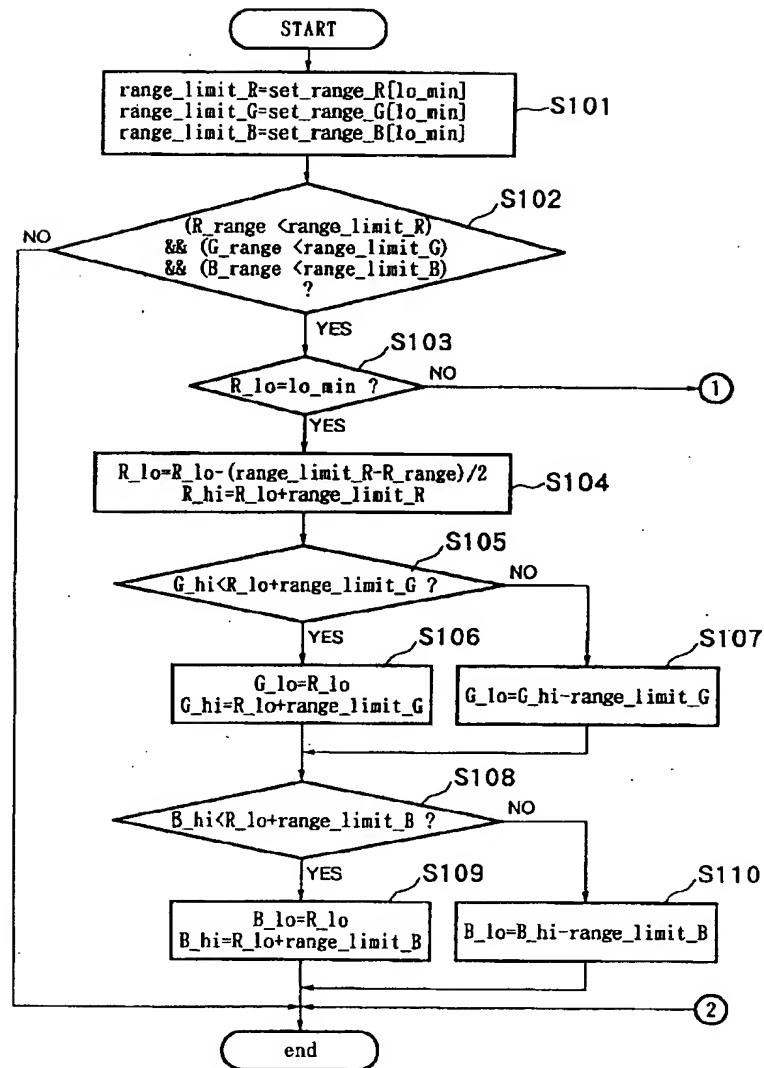 START
range_limit_R=set_range_R[lo_min]
range_limit_G=set_range_G[lo_min]
range_limit_B=set_range_B[lo_min]
S101
S102
(R_range <range_limit_R)
&& (G_range <range_limit_G)
&& (B_range <range_limit_B)
?
NO
YES
S103
R_lo=lo_min ?
NO
1
YES
R_lo=R_lo-(range_limit_R-R_range)/2
R_hi=R_lo+range_limit_R
S104
S105
G_hi<R_lo+range_limit_G ?
NO
YES
S106
S107
G_lo=R_lo
G_hi=R_lo+range_limit_G
G_lo=G_hi-range_limit_G
S108
B_hi<R_lo+range_limit_B ?
NO
YES
S109
S110
B_lo=R_lo
B_hi=R_lo+range_limit_B
B_lo=B_hi-range_limit_B
2
end